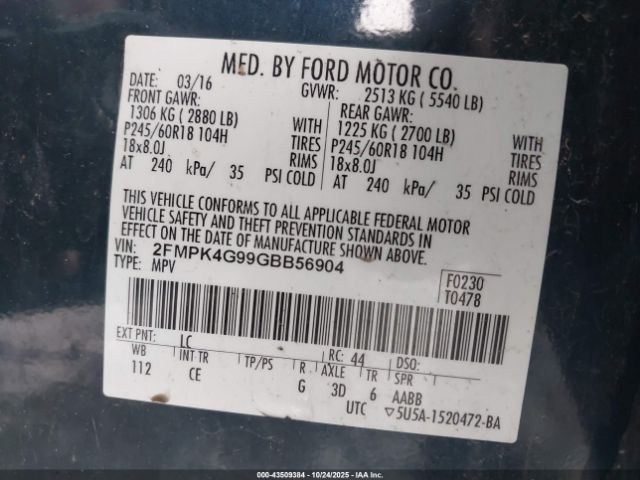 MFD. BY FORD MOTOR CO.
DATE: 03/16 GVWR: 2513 KG ( 5540 LB)
FRONT GAWR: REAR GAWR:
1306 KG ( 2880 LB) WITH 1225 KG ( 2700 LB) WITH
P245/60R18 104H TIRES P245/60R18 104H TIRES
18x8.0J RIMS 18x8.0J RIMS
AT 240 kPa/ 35 PSI COLD AT 240 kPa/ 35 PSI COLD
THIS VEHICLE CONFORMS TO ALL APPLICABLE FEDERAL MOTOR
VEHICLE SAFETY AND THEFT PREVENTION STANDARDS IN
EFFECT ON THE DATE OF MANUFACTURE SHOWN ABOVE.
VIN: 2FMPK4G99GBB56904 F0230
TYPE: MPV T0478
EXT PNT: LC RC: 44 DSO:
WB INT TR TP/PS R AXLE TR SPR
112 CE G 3D 6 AABB
UTC ▽5U5A-1520472-BA
000-43509384 - 10/24/2025 - IAA Inc.